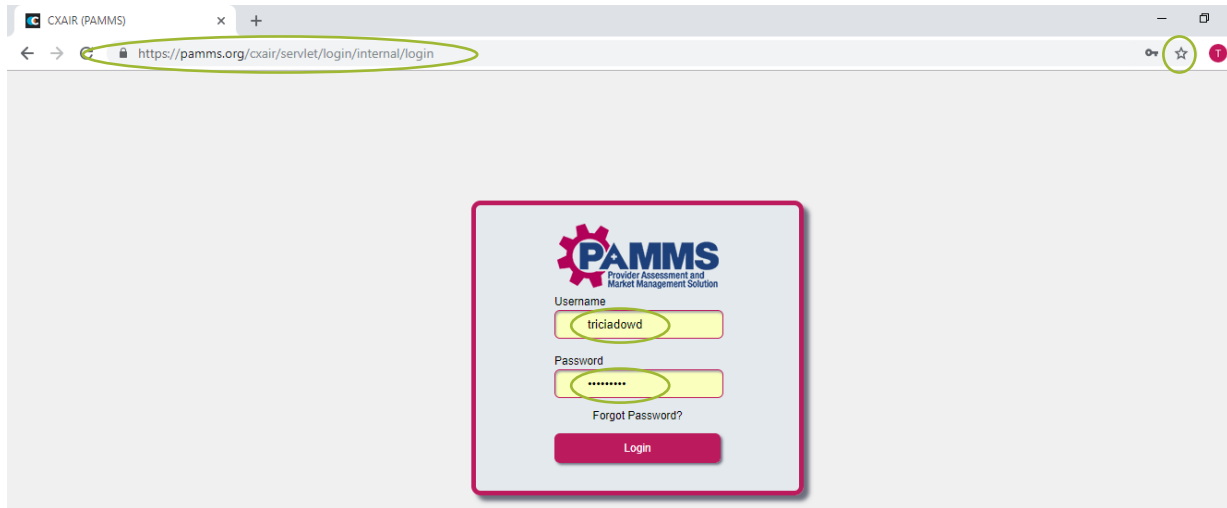 CXAIR (PAMMS)
https://pamms.org/cxair/servlet/login/internal/login
T
PAMMS
Provider Assessment and
Market Management Solution
Username
triciadowd
Password
•••••••••
Forgot Password?
Login